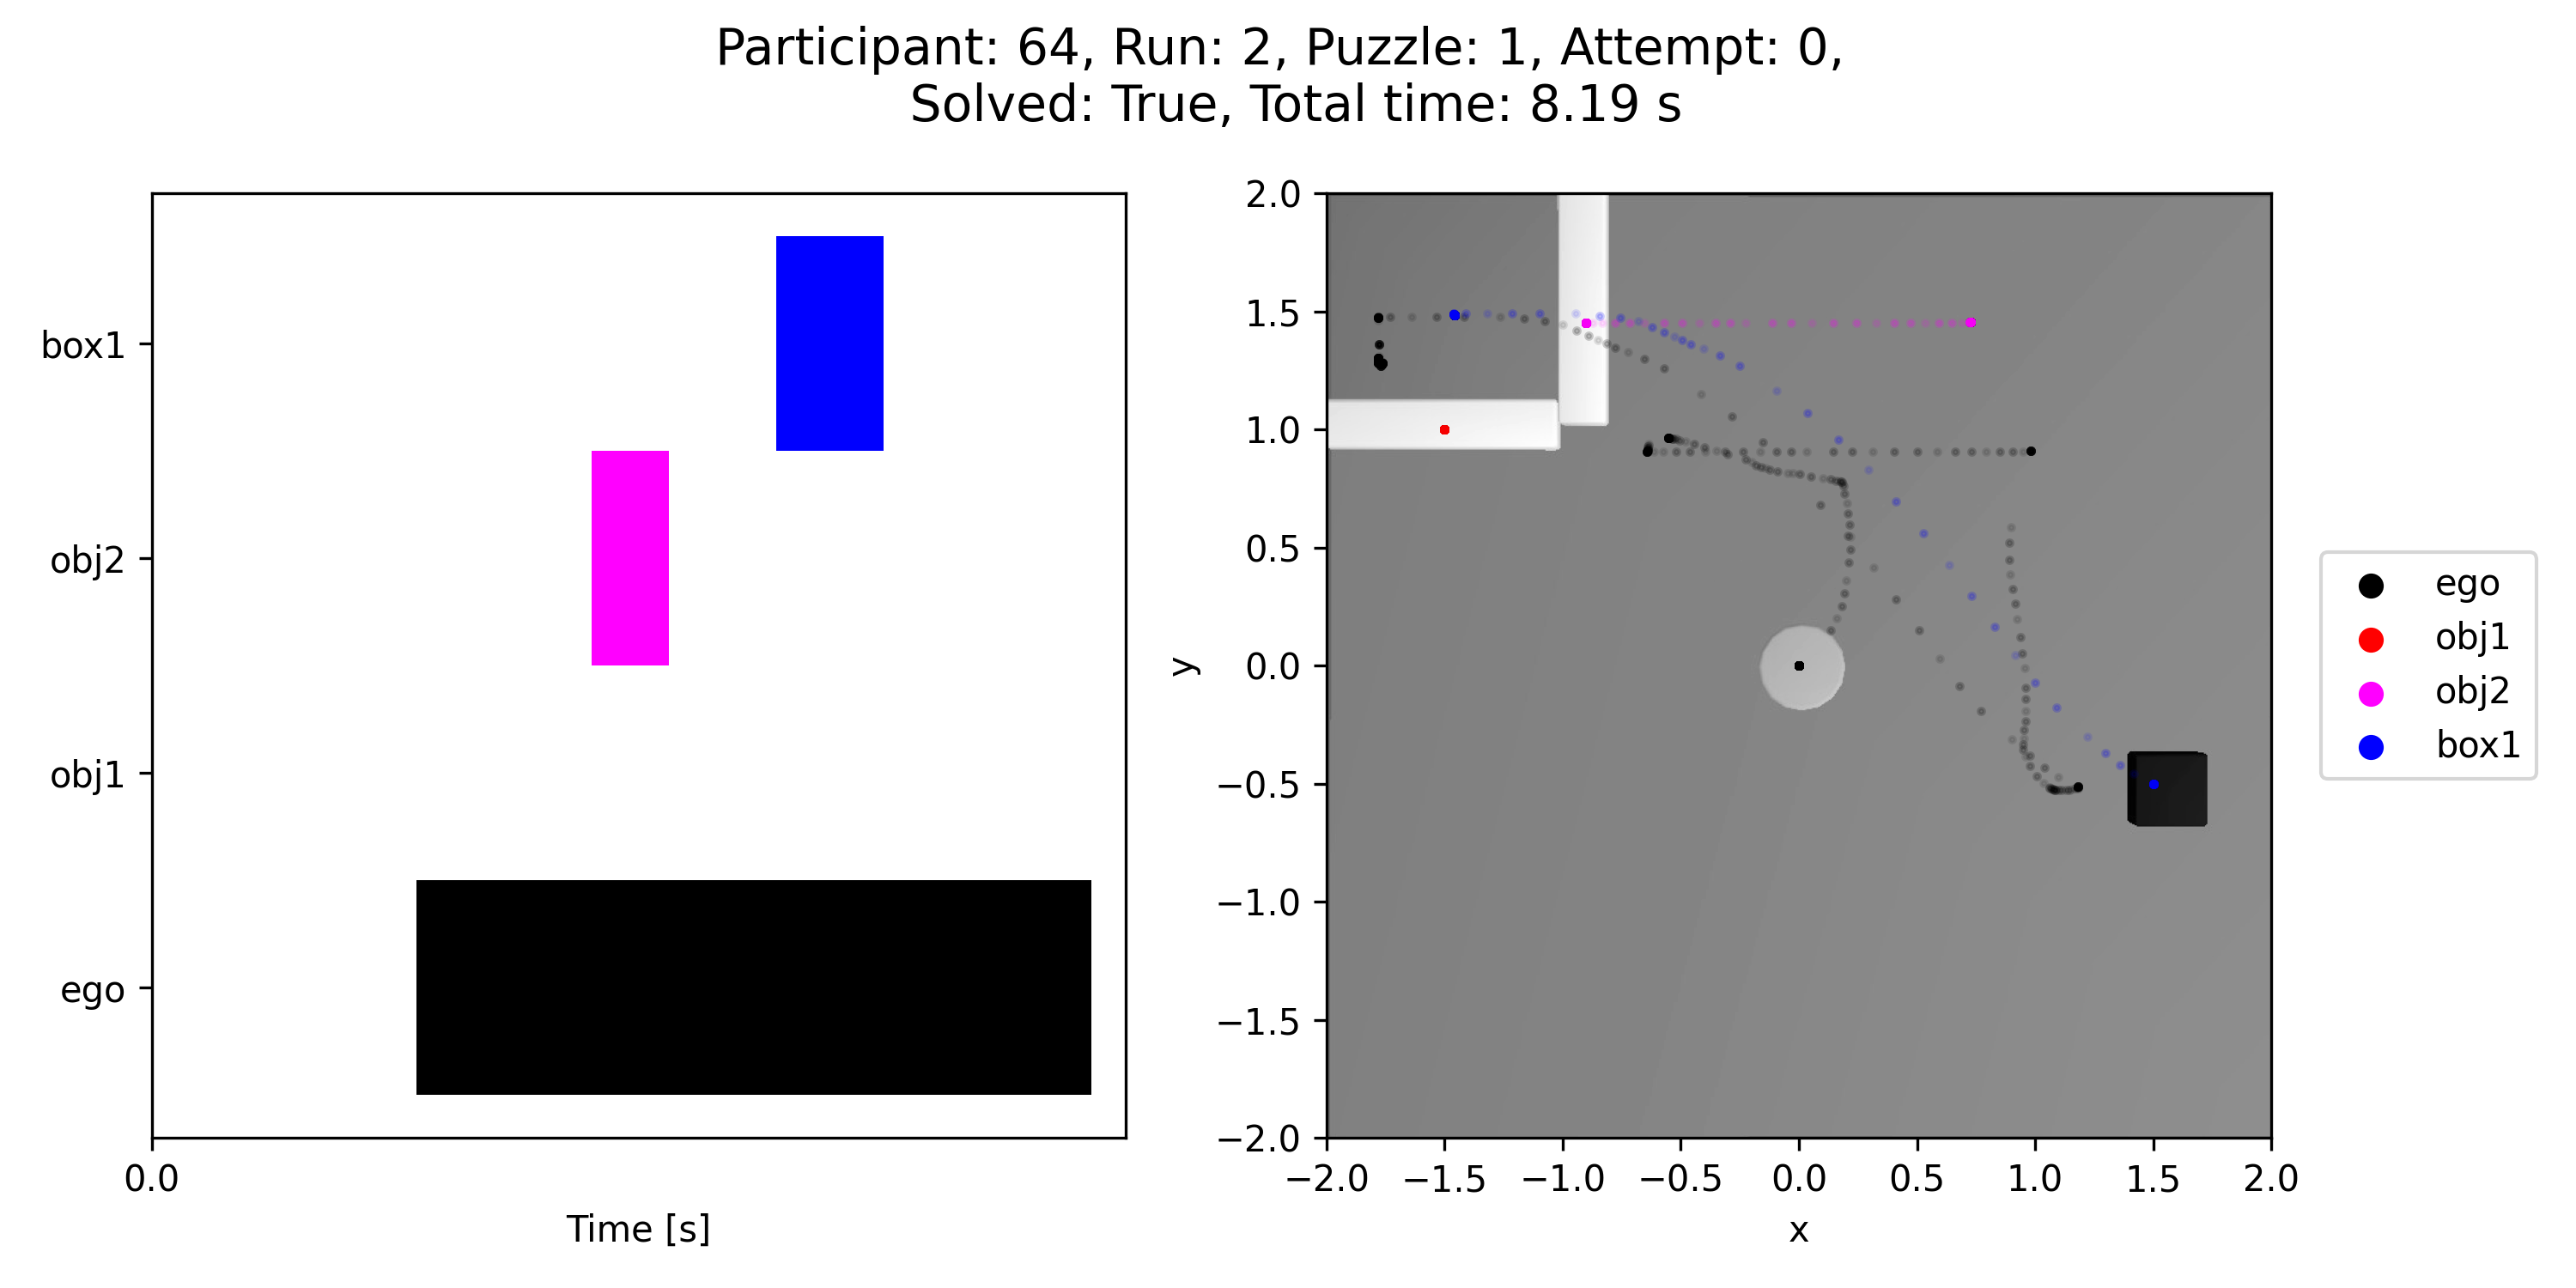 Participant: 64, Run: 2, Puzzle: 1, Attempt: 0,
Solved: True, Total time: 8.19 s
box1
obj2
obj1
ego
0.0
Time [s]
2.0
1.5
1.0
0.5
0.0
−0.5
−1.0
−1.5
−2.0
y
−2.0 −1.5 −1.0 −0.5 0.0 0.5 1.0 1.5 2.0
x
ego
obj1
obj2
box1